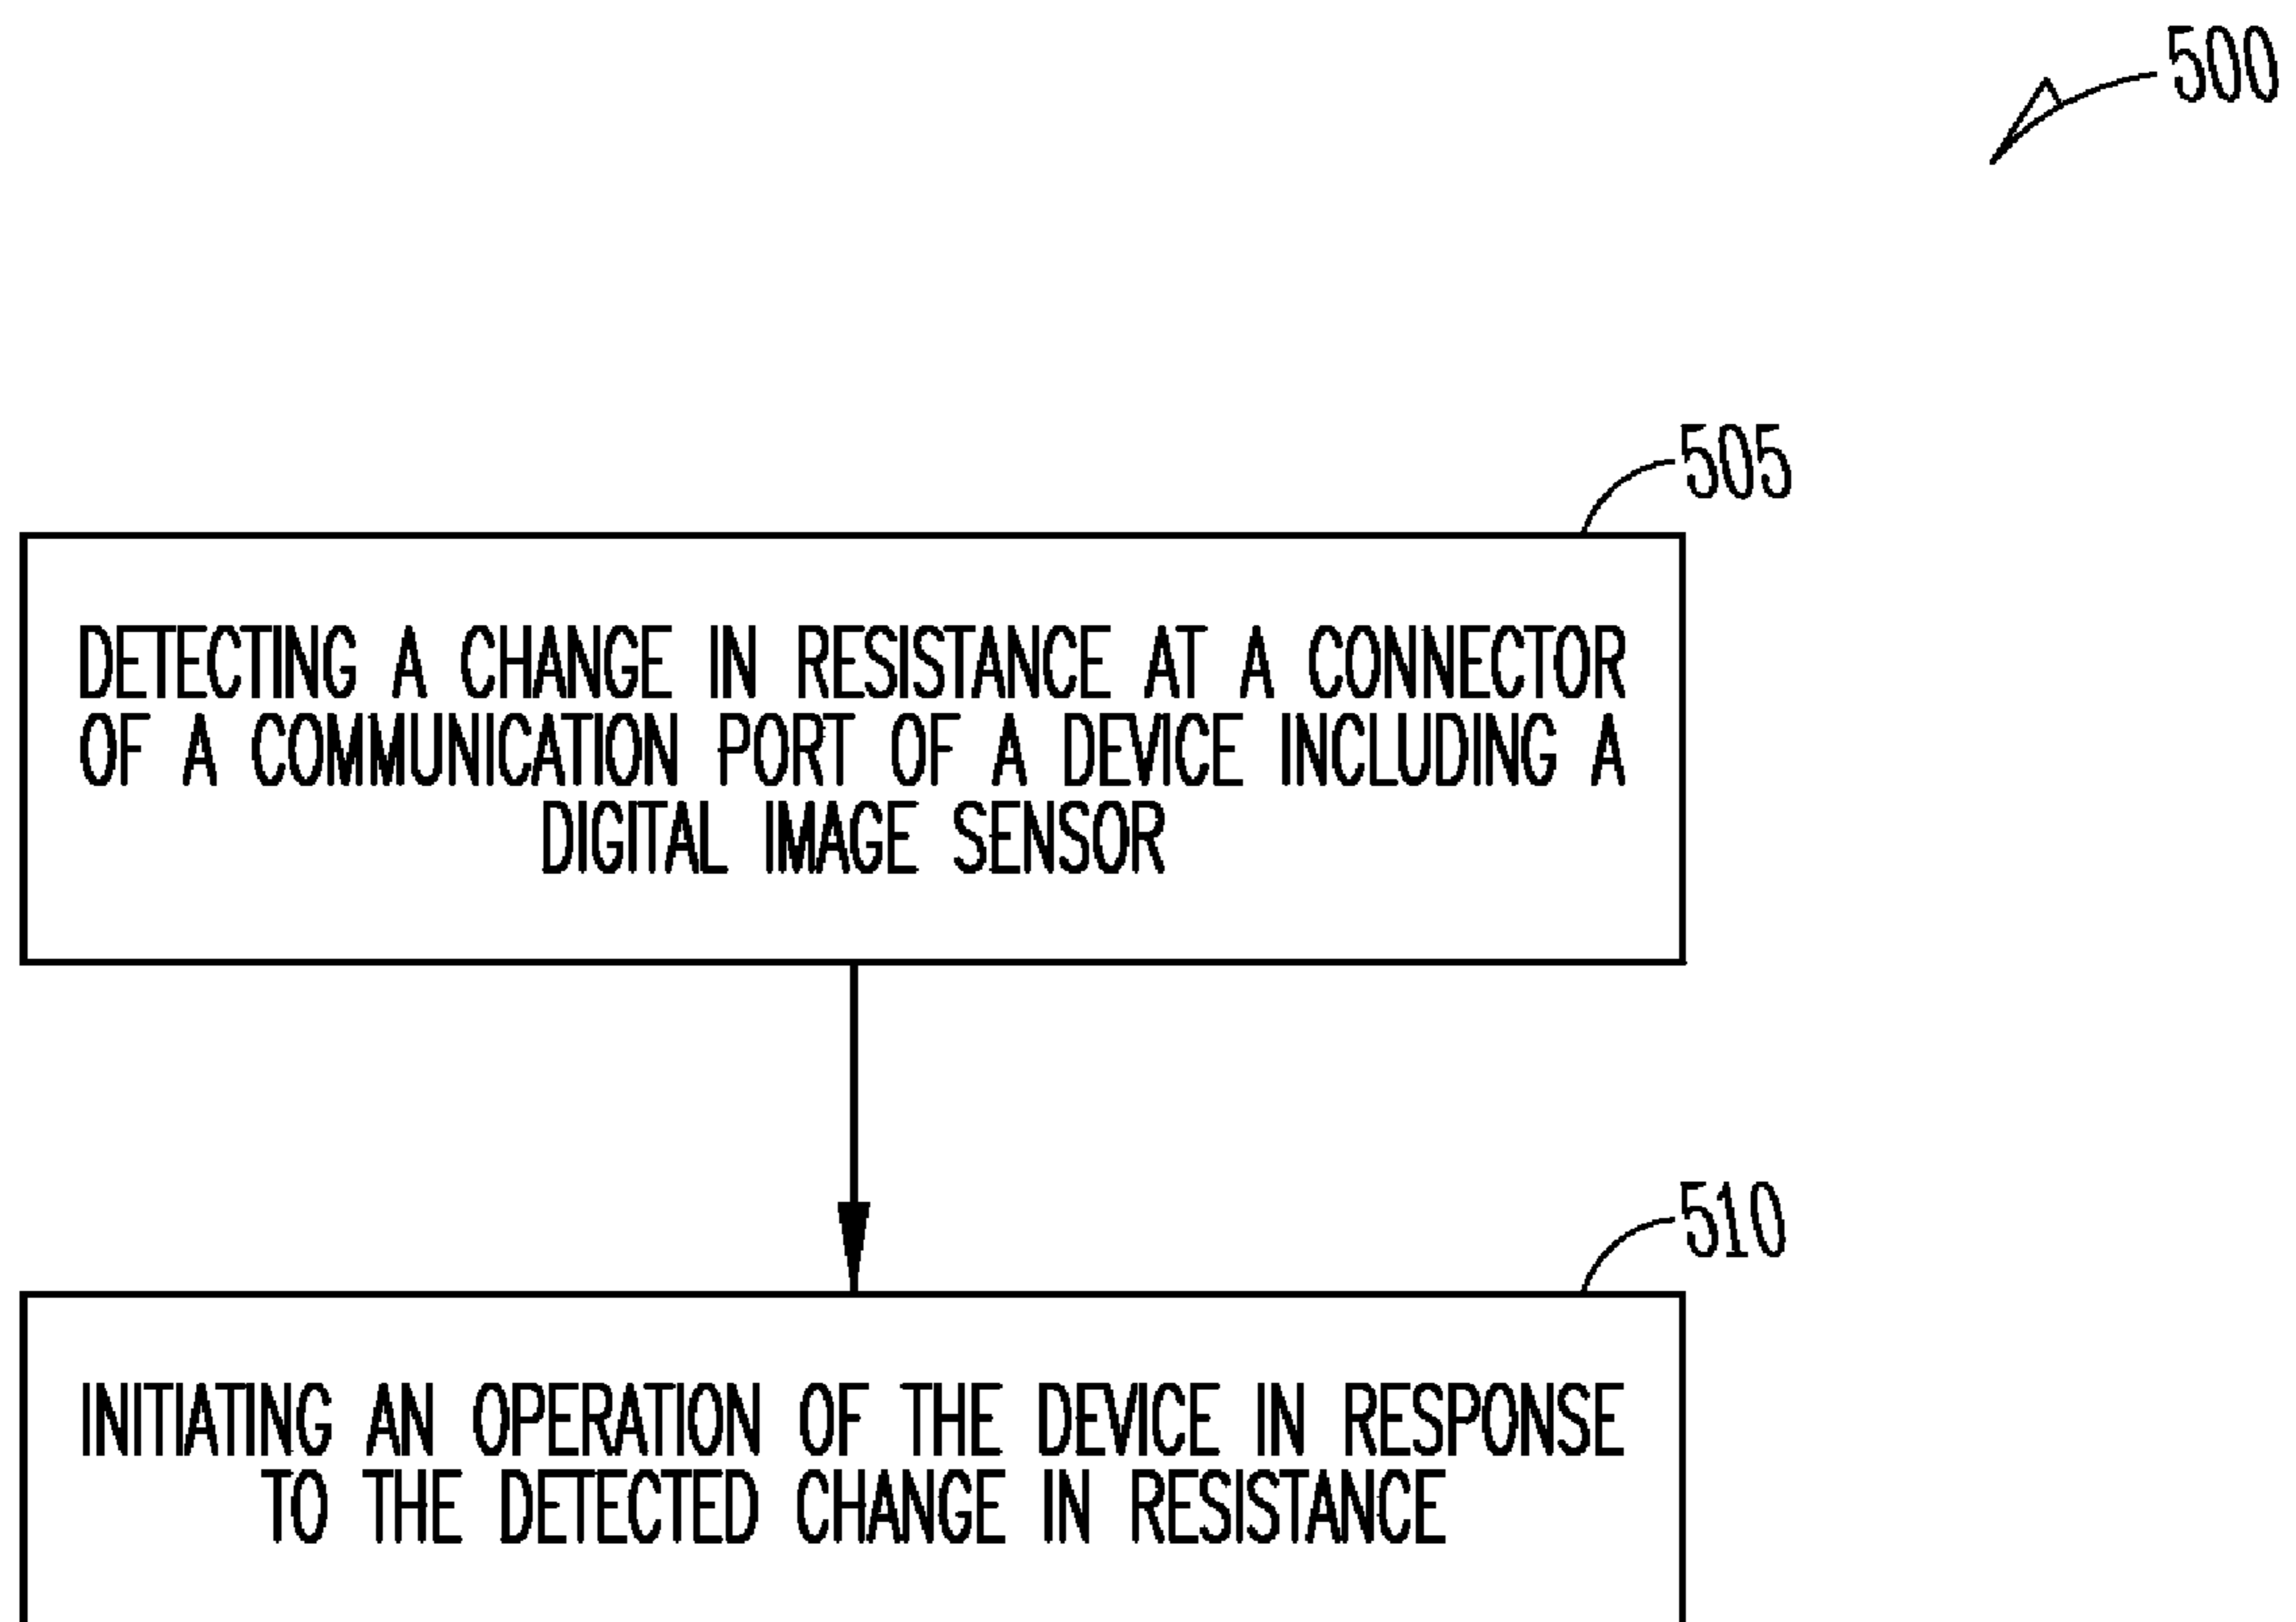 500
505
DETECTING A CHANGE IN RESISTANCE AT A CONNECTOR
OF A COMMUNICATION PORT OF A DEVICE INCLUDING A
DIGITAL IMAGE SENSOR
510
INITIATING AN OPERATION OF THE DEVICE IN RESPONSE
TO THE DETECTED CHANGE IN RESISTANCE